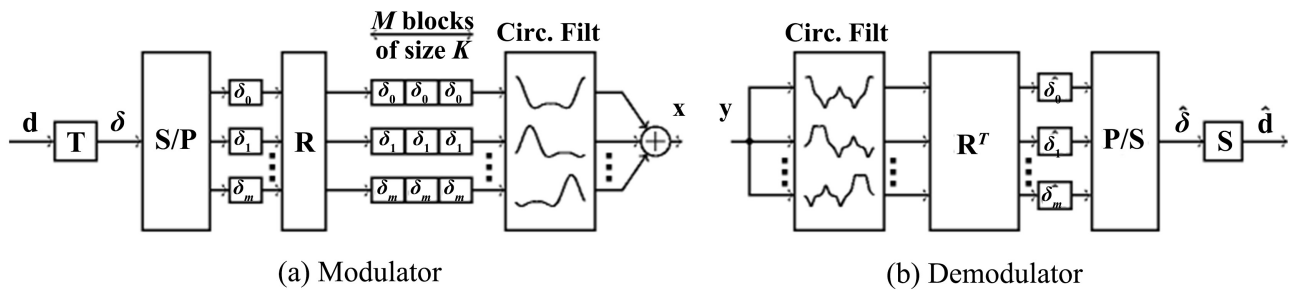 M blocks
of size K
Circ. Filt
d
T
δ
S/P
δ₀
δ₁
δₘ
R
δ₀ δ₀ δ₀
δ₁ δ₁ δ₁
δₘ δₘ δₘ
x
(a) Modulator
Circ. Filt
y
Rᵀ
δ̂₀
δ̂₁
δ̂ₘ
P/S
δ̂
S
d̂
(b) Demodulator